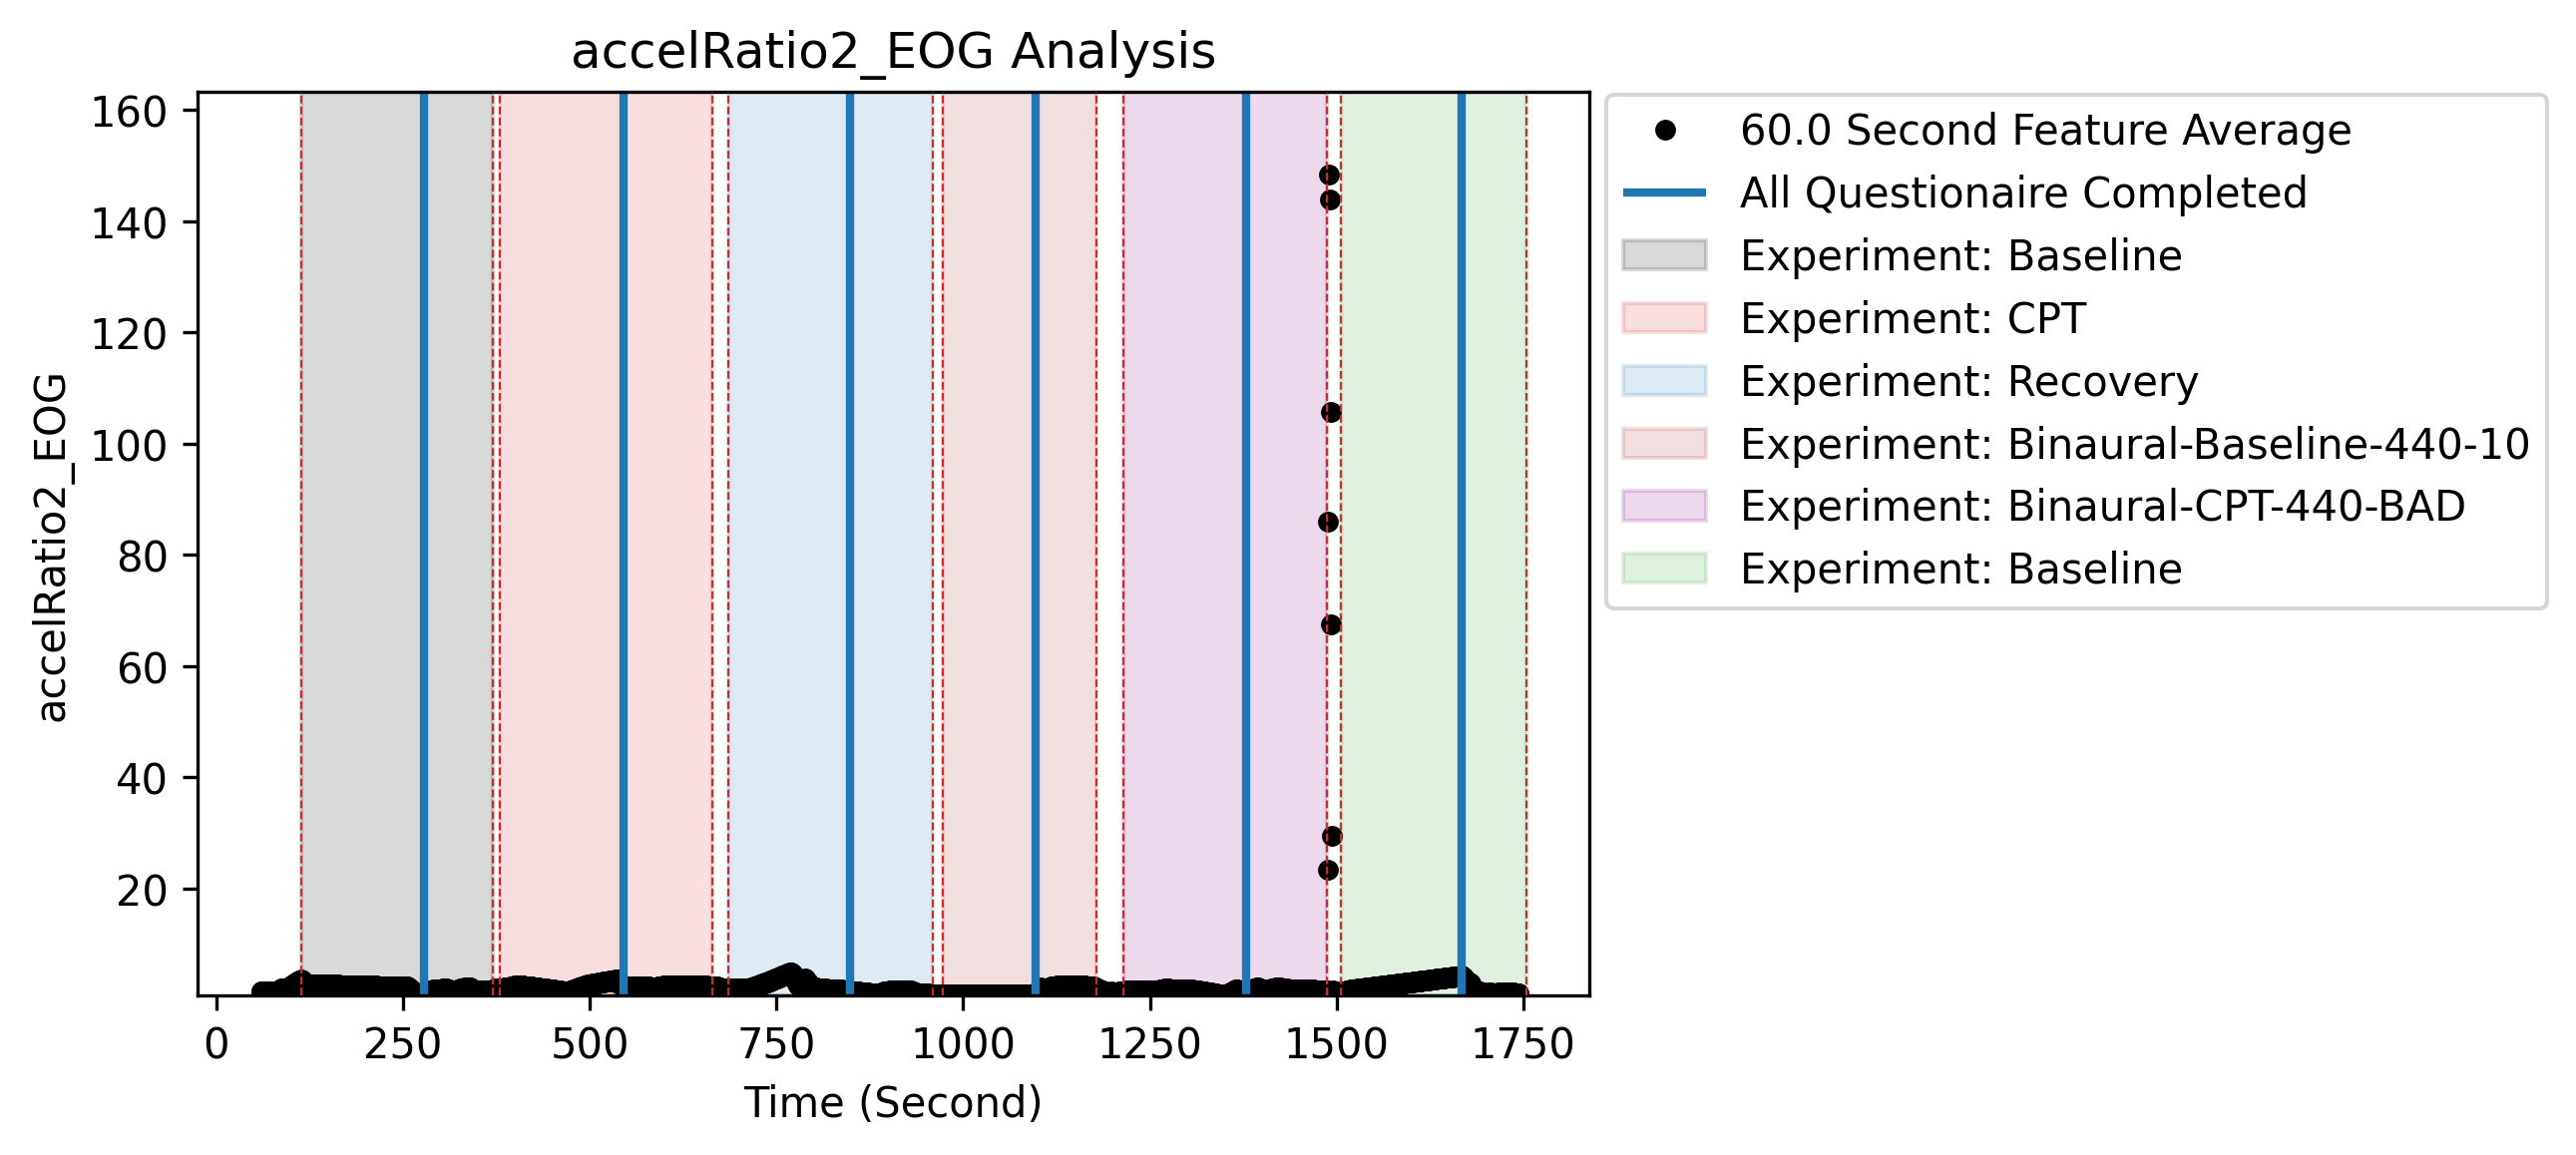 accelRatio2_EOG Analysis
accelRatio2_EOG
160
140
120
100
80
60
40
20
0
250
500
750
1000
1250
1500
1750
Time (Second)
60.0 Second Feature Average
All Questionaire Completed
Experiment: Baseline
Experiment: CPT
Experiment: Recovery
Experiment: Binaural-Baseline-440-10
Experiment: Binaural-CPT-440-BAD
Experiment: Baseline